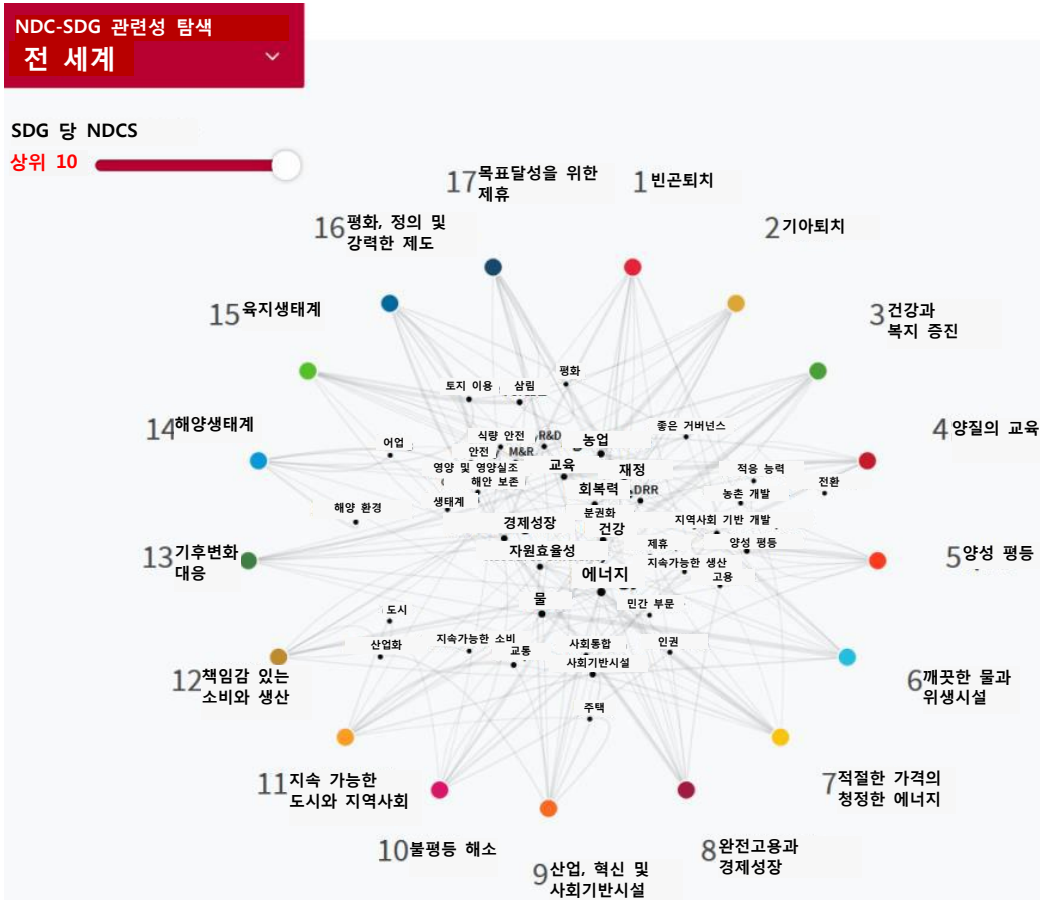 NDC-SDG 관련성 탐색
전 세계
SDG 당 NDCS
상위 10
17 목표달성을 위한
제휴
1 빈곤퇴치
16 평화, 정의 및
강력한 제도
2 기아퇴치
15 육지생태계
3 건강과
복지 증진
14 해양생태계
4 양질의 교육
13 기후변화
대응
5 양성 평등
12 책임감 있는
소비와 생산
6 깨끗한 물과
위생시설
11 지속 가능한
도시와 지역사회
7 적절한 가격의
청정한 에너지
10 불평등 해소
8 완전고용과
경제성장
9 산업, 혁신 및
사회기반시설
평화
토지 이용
삼림
좋은 거버넌스
어업
식량 안전
R&D
농업
안전
M&R
영양 및 영양실조
교육
재정
적응 능력
해안 보존
회복력
DRR
전환
농촌 개발
생태계
해양 환경
분권화
경제성장
건강
지역사회 기반 개발
자원효율성
제휴
양성 평등
지속가능한 생산
에너지
고용
물
민간 부문
도시
산업화
지속가능한 소비
교통
사회통합
인권
사회기반시설
주택